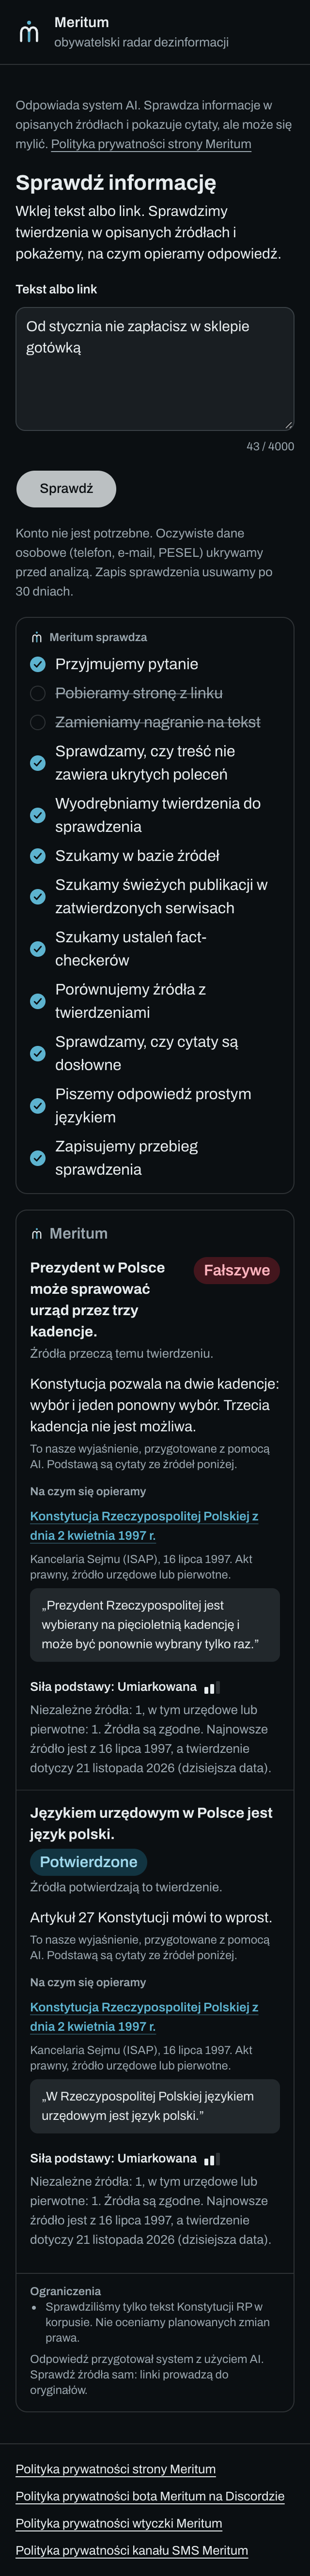 Meritum
obywatelski radar dezinformacji
Odpowiada system AI. Sprawdza informacje w
opisanych źródłach i pokazuje cytaty, ale może się
mylić. Polityka prywatności strony Meritum
Sprawdź informację
Wklej tekst albo link. Sprawdzimy
twierdzenia w opisanych źródłach i
pokażemy, na czym opieramy odpowiedź.
Tekst albo link
Od stycznia nie zapłacisz w sklepie
gotówką
43 / 4000
Sprawdź
Konto nie jest potrzebne. Oczywiste dane
osobowe (telefon, e-mail, PESEL) ukrywamy
przed analizą. Zapis sprawdzenia usuwamy po
30 dniach.
Meritum sprawdza
Przyjmujemy pytanie
Pobieramy stronę z linku
Zamieniamy nagranie na tekst
Sprawdzamy, czy treść nie
zawiera ukrytych poleceń
Wyodrębniamy twierdzenia do
sprawdzenia
Szukamy w bazie źródeł
Szukamy świeżych publikacji w
zatwierdzonych serwisach
Szukamy ustaleń fact-
checkerów
Porównujemy źródła z
twierdzeniami
Sprawdzamy, czy cytaty są
dosłowne
Piszemy odpowiedź prostym
językiem
Zapisujemy przebieg
sprawdzenia
Meritum
Prezydent w Polsce
może sprawować
urząd przez trzy
kadencje.
Fałszywe
Źródła przeczą temu twierdzeniu.
Konstytucja pozwala na dwie kadencje:
wybór i jeden ponowny wybór. Trzecia
kadencja nie jest możliwa.
To nasze wyjaśnienie, przygotowane z pomocą
AI. Podstawą są cytaty ze źródeł poniżej.
Na czym się opieramy
Konstytucja Rzeczypospolitej Polskiej z
dnia 2 kwietnia 1997 r.
Kancelaria Sejmu (ISAP), 16 lipca 1997. Akt
prawny, źródło urzędowe lub pierwotne.
„Prezydent Rzeczypospolitej jest
wybierany na pięcioletnią kadencję i
może być ponownie wybrany tylko raz.”
Siła podstawy: Umiarkowana
Niezależne źródła: 1, w tym urzędowe lub
pierwotne: 1. Źródła są zgodne. Najnowsze
źródło jest z 16 lipca 1997, a twierdzenie
dotyczy 21 listopada 2026 (dzisiejsza data).
Językiem urzędowym w Polsce jest
język polski.
Potwierdzone
Źródła potwierdzają to twierdzenie.
Artykuł 27 Konstytucji mówi to wprost.
To nasze wyjaśnienie, przygotowane z pomocą
AI. Podstawą są cytaty ze źródeł poniżej.
Na czym się opieramy
Konstytucja Rzeczypospolitej Polskiej z
dnia 2 kwietnia 1997 r.
Kancelaria Sejmu (ISAP), 16 lipca 1997. Akt
prawny, źródło urzędowe lub pierwotne.
„W Rzeczypospolitej Polskiej językiem
urzędowym jest język polski.”
Siła podstawy: Umiarkowana
Niezależne źródła: 1, w tym urzędowe lub
pierwotne: 1. Źródła są zgodne. Najnowsze
źródło jest z 16 lipca 1997, a twierdzenie
dotyczy 21 listopada 2026 (dzisiejsza data).
Ograniczenia
• Sprawdziliśmy tylko tekst Konstytucji RP w
korpusie. Nie oceniamy planowanych zmian
prawa.
Odpowiedź przygotował system z użyciem AI.
Sprawdź źródła sam: linki prowadzą do
oryginałów.
Polityka prywatności strony Meritum
Polityka prywatności bota Meritum na Discordzie
Polityka prywatności wtyczki Meritum
Polityka prywatności kanału SMS Meritum